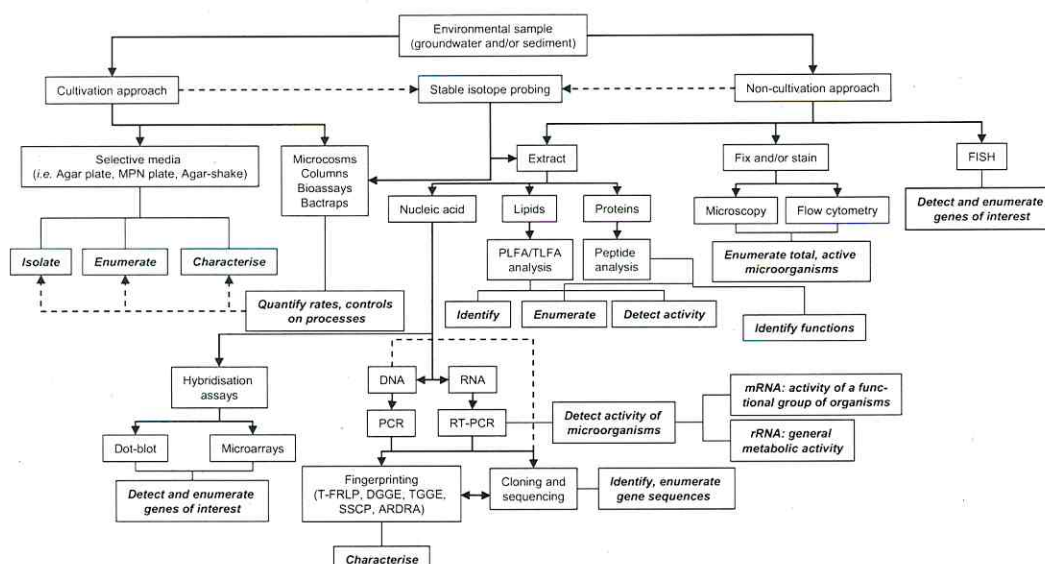 Environmental sample
(groundwater and/or sediment)
Cultivation approach
Stable isotope probing
Non-cultivation approach
Selective media
(i.e. Agar plate, MPN plate, Agar-shake)
Microcosms
Columns
Bioassays
Bactraps
Extract
Fix and/or stain
FISH
Nucleic acid
Lipids
Proteins
Microscopy
Flow cytometry
Detect and enumerate
genes of interest
Isolate
Enumerate
Characterise
PLFA/TLFA
analysis
Peptide
analysis
Enumerate total, active
microorganisms
Quantify rates, controls
on processes
Identify
Enumerate
Detect activity
Identify functions
Hybridisation
assays
DNA
RNA
mRNA: activity of a func-
tional group of organisms
PCR
RT-PCR
Detect activity of
microorganisms
rRNA: general
metabolic activity
Dot-blot
Microarrays
Detect and enumerate
genes of interest
Fingerprinting
(T-FRLP, DGGE, TGGE,
SSCP, ARDRA)
Cloning and
sequencing
Identify, enumerate
gene sequences
Characterise